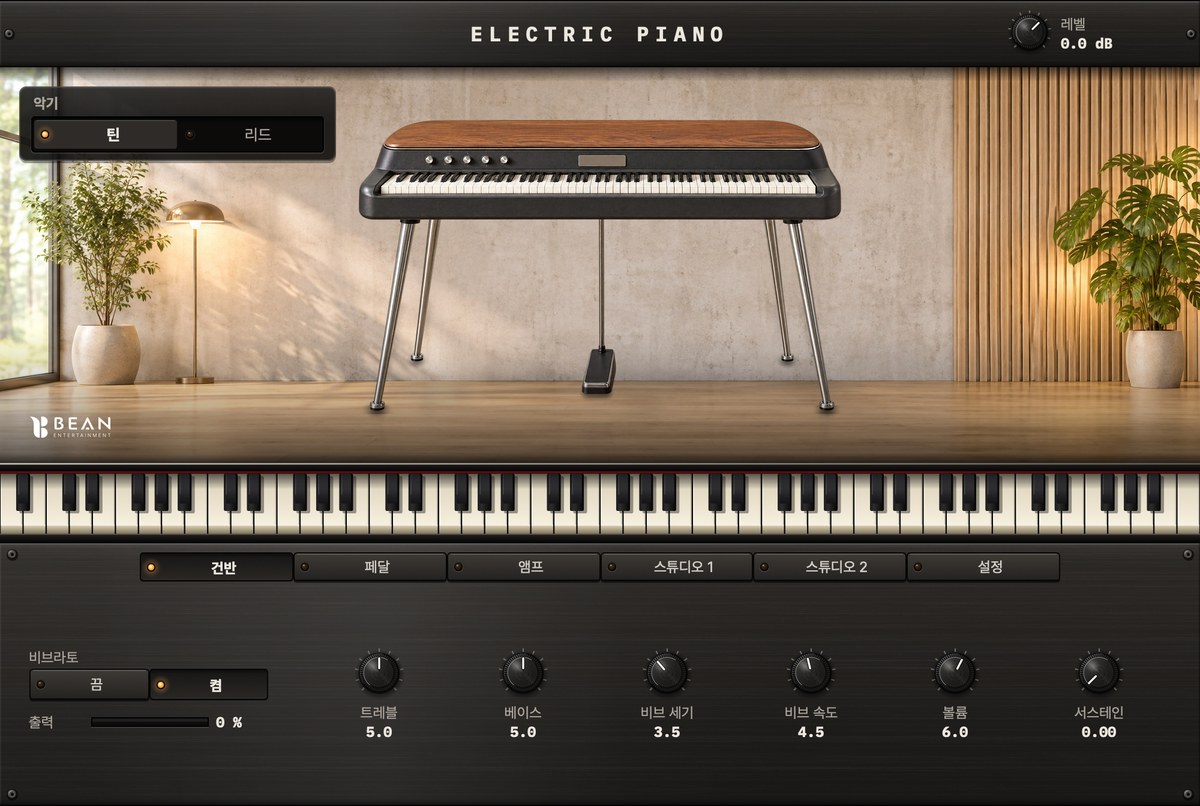 ELECTRIC PIANO
레벨
0.0 dB
악기
틴 리드
BEAN
ENTERTAINMENT
건반 페달 앰프 스튜디오 1 스튜디오 2 설정
비브라토
끔 켬
출력 0 %
트레블 베이스 비브 세기 비브 속도 볼륨 서스테인
5.0 5.0 3.5 4.5 6.0 0.00